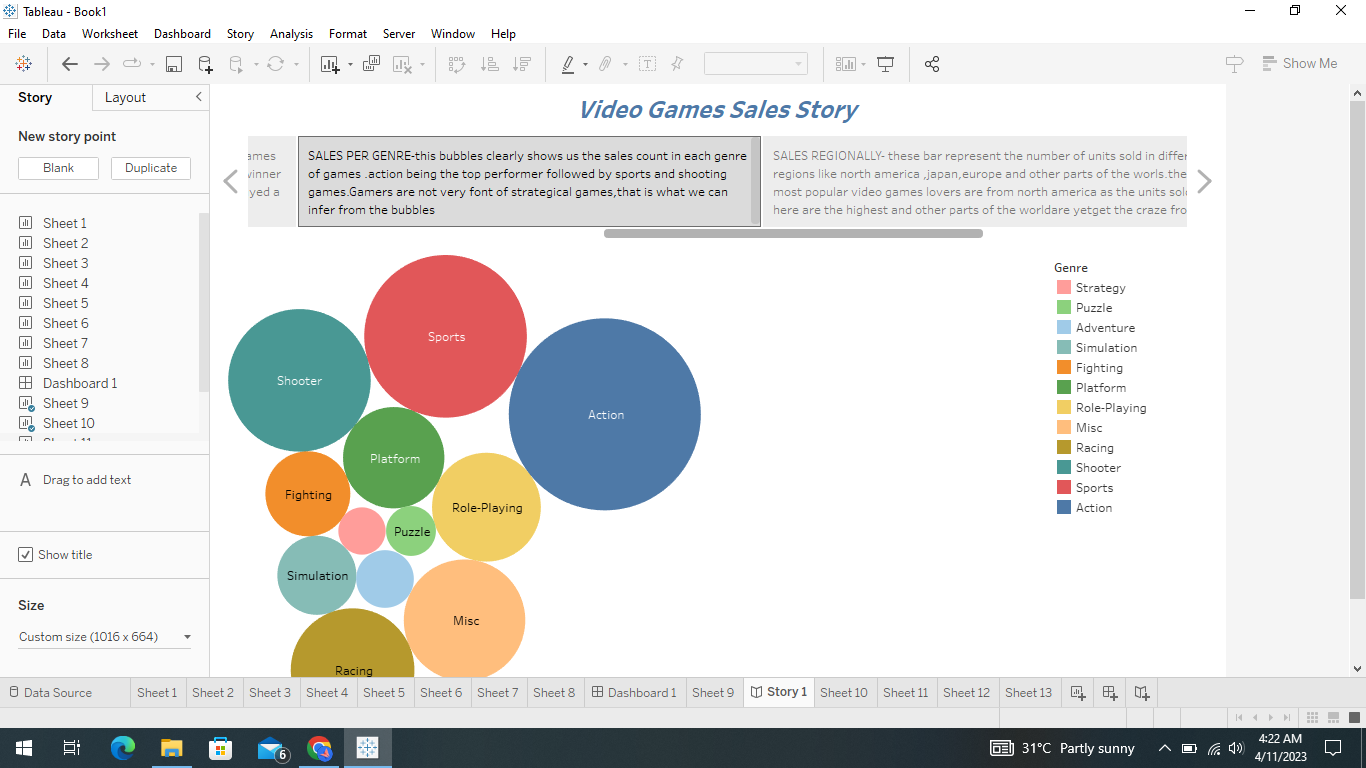 Tableau - Book1
File Data Worksheet Dashboard Story Analysis Format Server Window Help
Show Me
Story Layout
New story point
Blank Duplicate
Sheet 1
Sheet 2
Sheet 3
Sheet 4
Sheet 5
Sheet 6
Sheet 7
Sheet 8
Dashboard 1
Sheet 9
Sheet 10
A Drag to add text
Show title
Size
Custom size (1016 x 664)
Video Games Sales Story
ames
inner
yed a
SALES PER GENRE-this bubbles clearly shows us the sales count in each genre
of games .action being the top performer followed by sports and shooting
games.Gamers are not very font of strategical games,that is what we can
infer from the bubbles
SALES REGIONALLY- these bar represent the number of units sold in differ
regions like north america ,japan,europe and other parts of the worls.the
most popular video games lovers are from north america as the units sol
here are the highest and other parts of the worldare yetget the craze fro
Sports
Shooter
Action
Platform
Fighting
Role-Playing
Puzzle
Simulation
Misc
Racing
Genre
Strategy
Puzzle
Adventure
Simulation
Fighting
Platform
Role-Playing
Misc
Racing
Shooter
Sports
Action
Data Source Sheet 1 Sheet 2 Sheet 3 Sheet 4 Sheet 5 Sheet 6 Sheet 7 Sheet 8 Dashboard 1 Sheet 9 Story 1 Sheet 10 Sheet 11 Sheet 12 Sheet 13
6
31°C Partly sunny
4:22 AM
4/11/2023